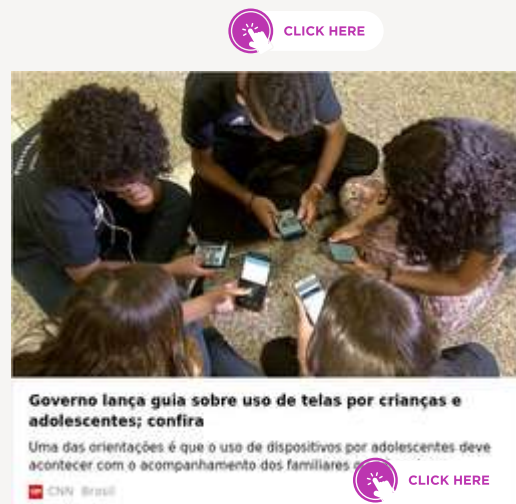 CLICK HERE
Governo lança guia sobre uso de telas por crianças e
adolescentes; confira
Uma das orientações é que o uso de dispositivos por adolescentes deve
acontecer com o acompanhamento dos familiares
CNN Brasil
CLICK HERE